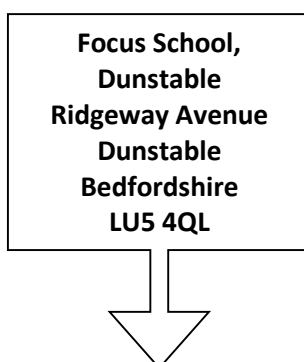 Focus School,
Dunstable
Ridgeway Avenue
Dunstable
Bedfordshire
LU5 4QL